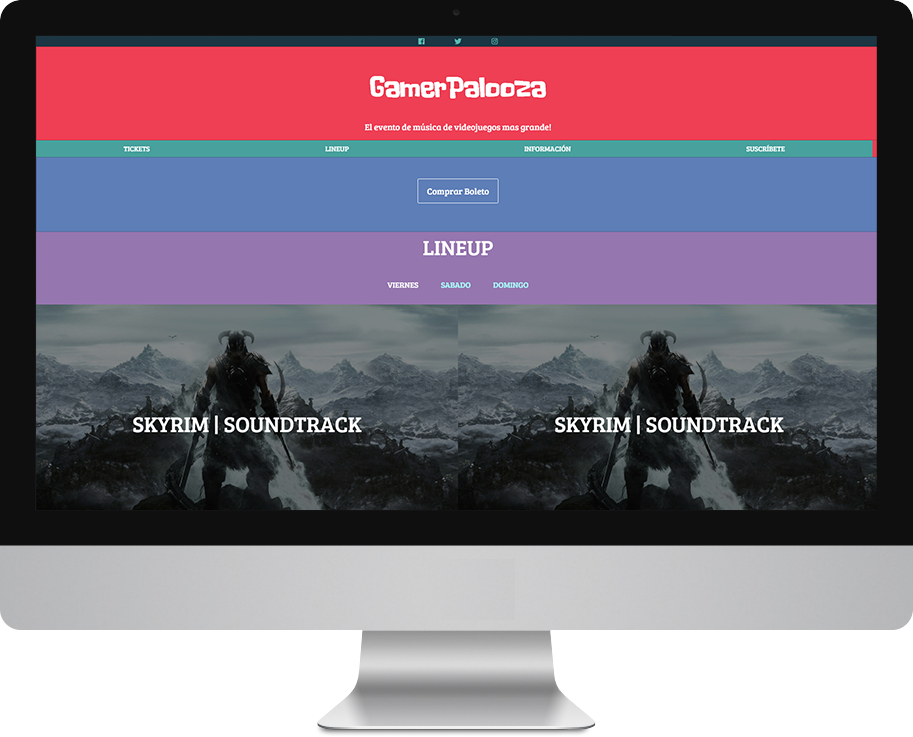 GamerPalooza
El evento de música de videojuegos mas grande!
TICKETS LINEUP INFORMACIÓN SUSCRÍBETE
Comprar Boleto
LINEUP
VIERNES SABADO DOMINGO
SKYRIM | SOUNDTRACK SKYRIM | SOUNDTRACK